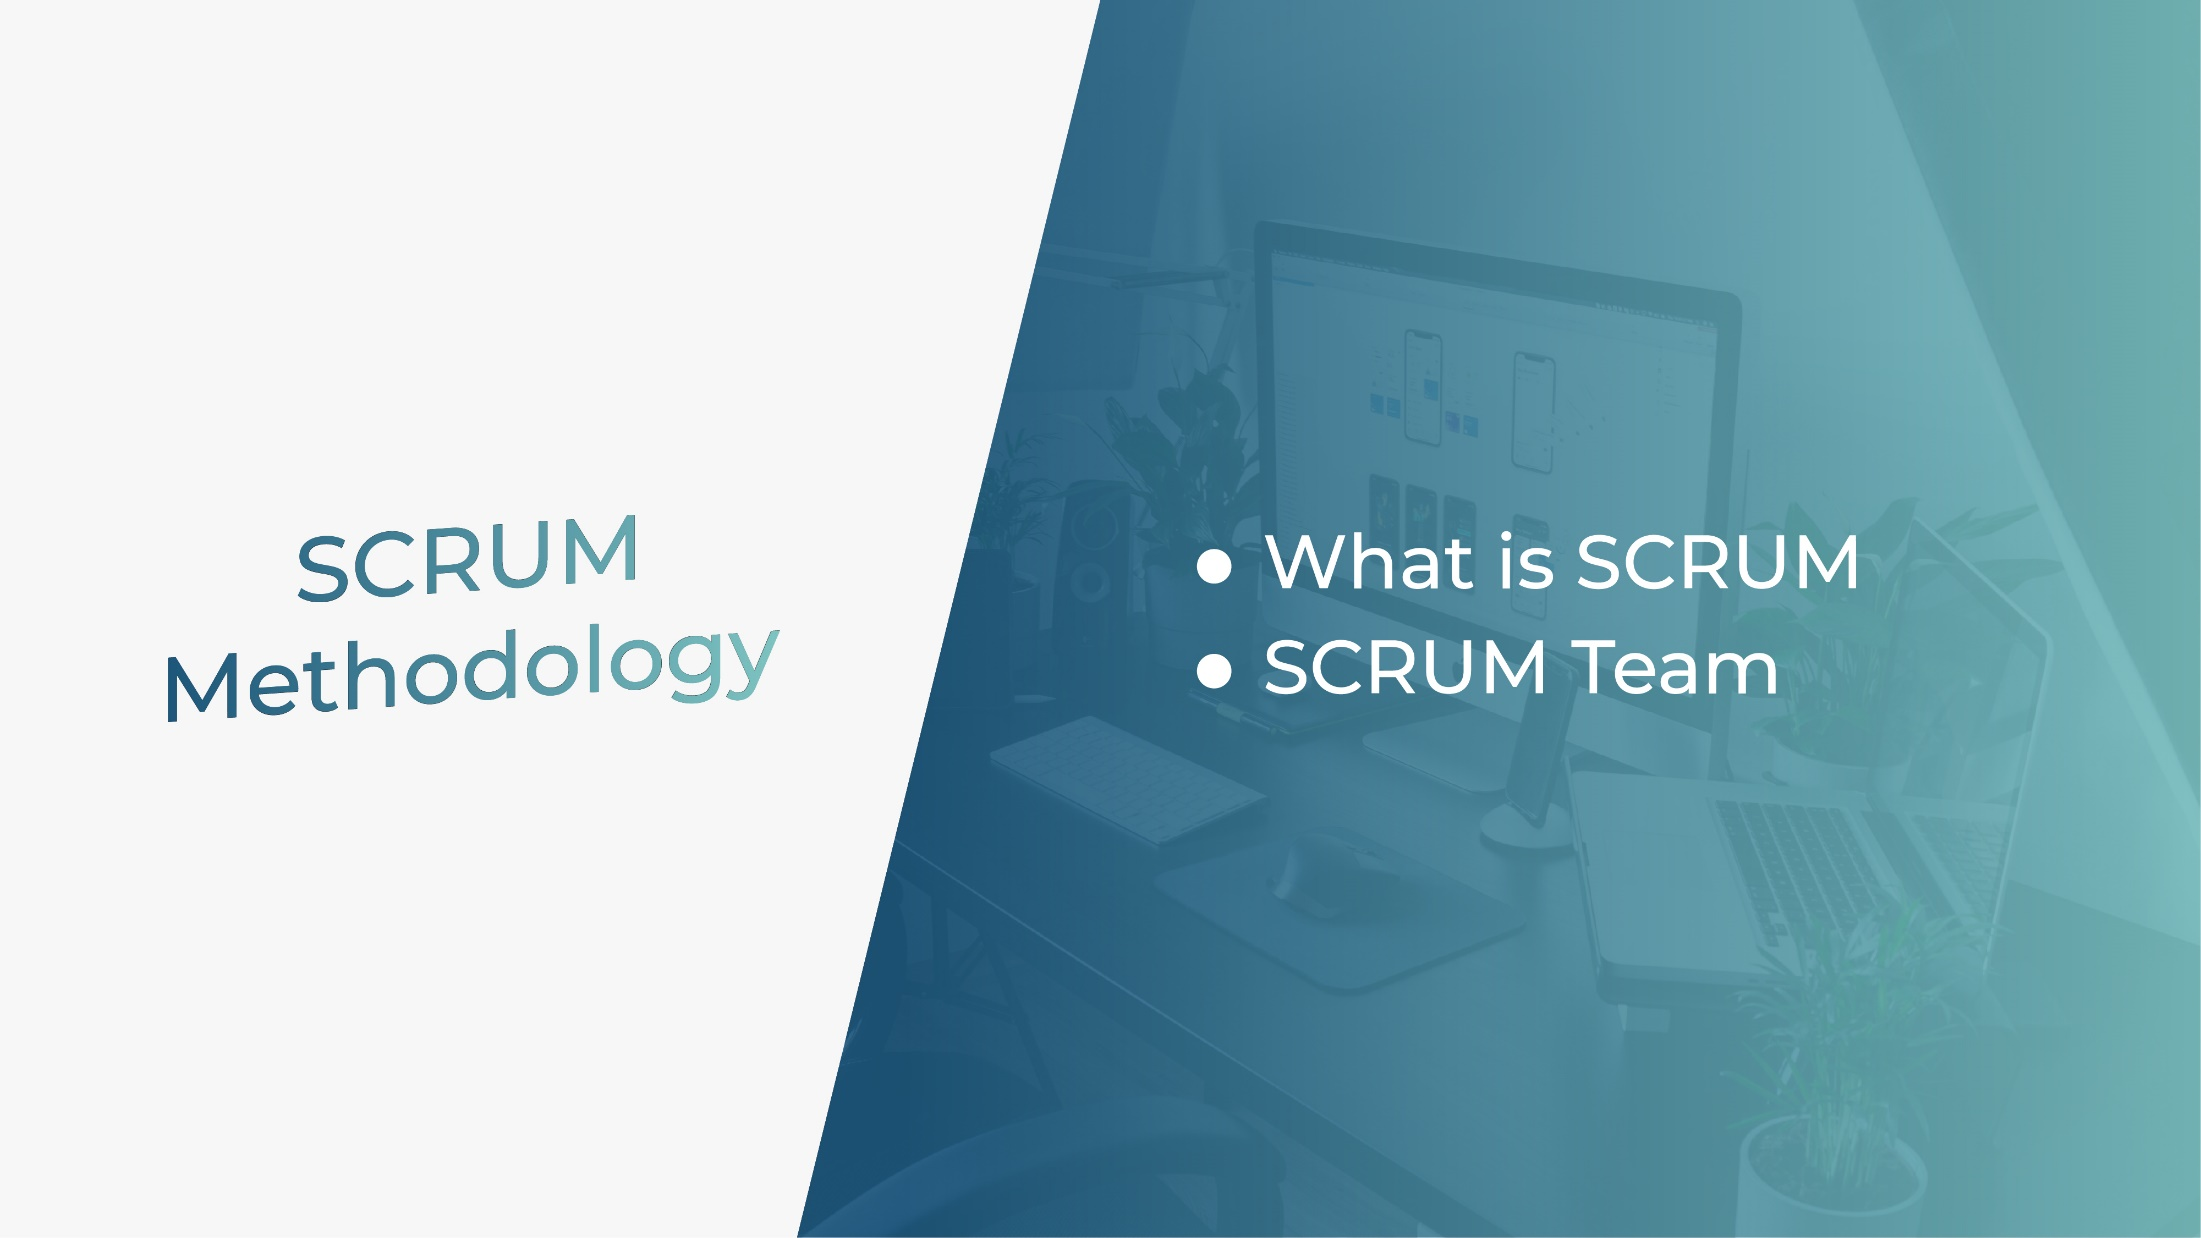 SCRUM
Methodology
● What is SCRUM
● SCRUM Team